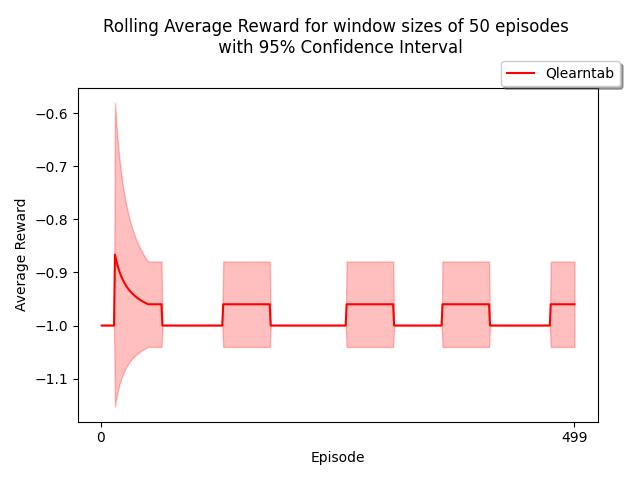 Rolling Average Reward for window sizes of 50 episodes
with 95% Confidence Interval
Qlearntab
−0.6
−0.7
−0.8
−0.9
−1.0
−1.1
Average Reward
0
499
Episode